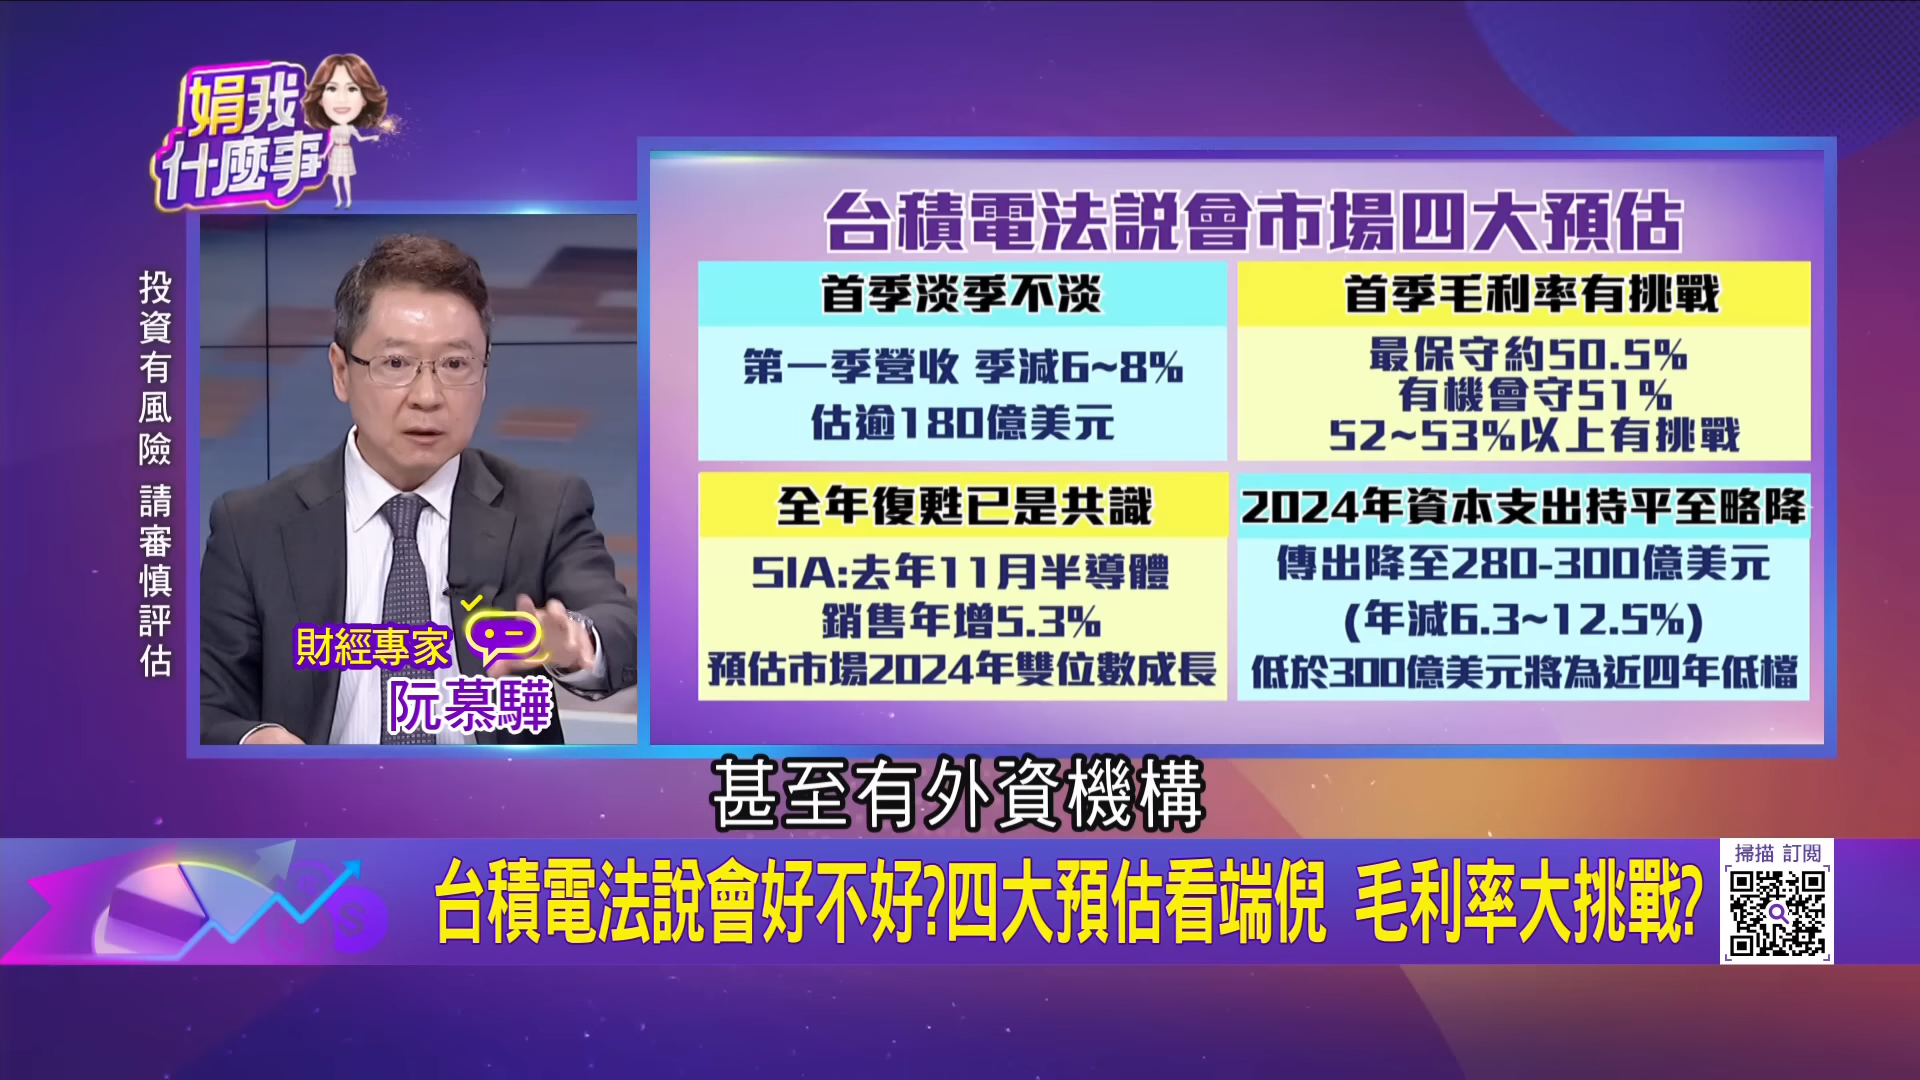 娟我
什麼事
投資有風險 請審慎評估
台積電法說會市場四大預估
首季淡季不淡
第一季營收 季減6~8%
估逾180億美元
首季毛利率有挑戰
最保守約50.5%
有機會守51%
52~53%以上有挑戰
全年復甦已是共識
SIA:去年11月半導體
銷售年增5.3%
預估市場2024年雙位數成長
2024年資本支出持平至略降
傳出降至280-300億美元
(年減6.3~12.5%)
低於300億美元將為近四年低檔
財經專家
阮慕驊
甚至有外資機構
台積電法說會好不好?四大預估看端倪 毛利率大挑戰?
掃描 訂閱